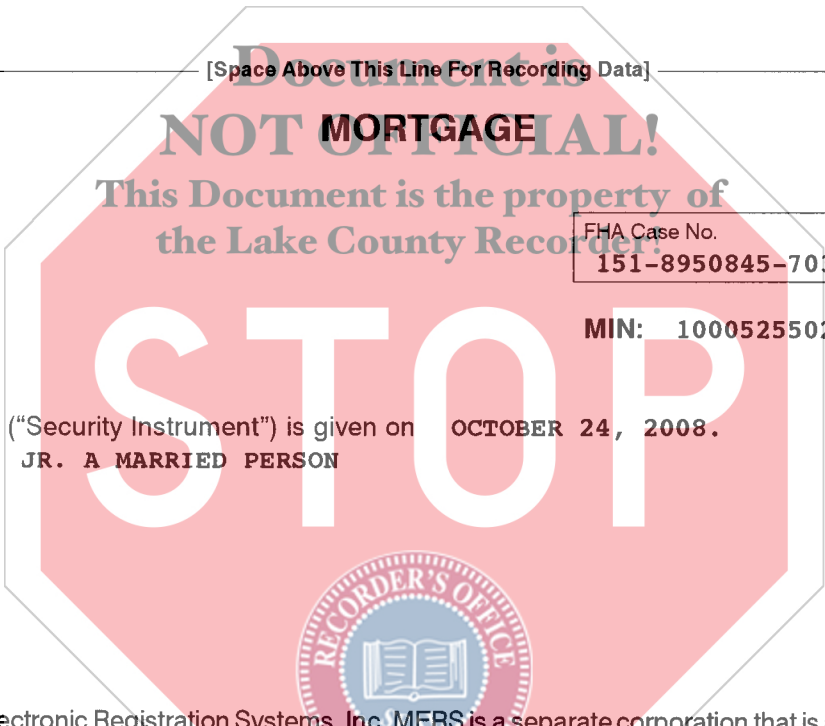 [Space Above This Line For Recording Data]
Document is
MORTGAGE
NOT OFFICIAL!
This Document is the property of
the Lake County Recorder!
FHA Case No.
151-8950845-703
MIN: 1000525502
("Security Instrument") is given on OCTOBER 24, 2008.
JR. A MARRIED PERSON
STOP
RECORDER'S OFFICE
ectronic Registration Systems, Inc. MERS is a separate corporation that is